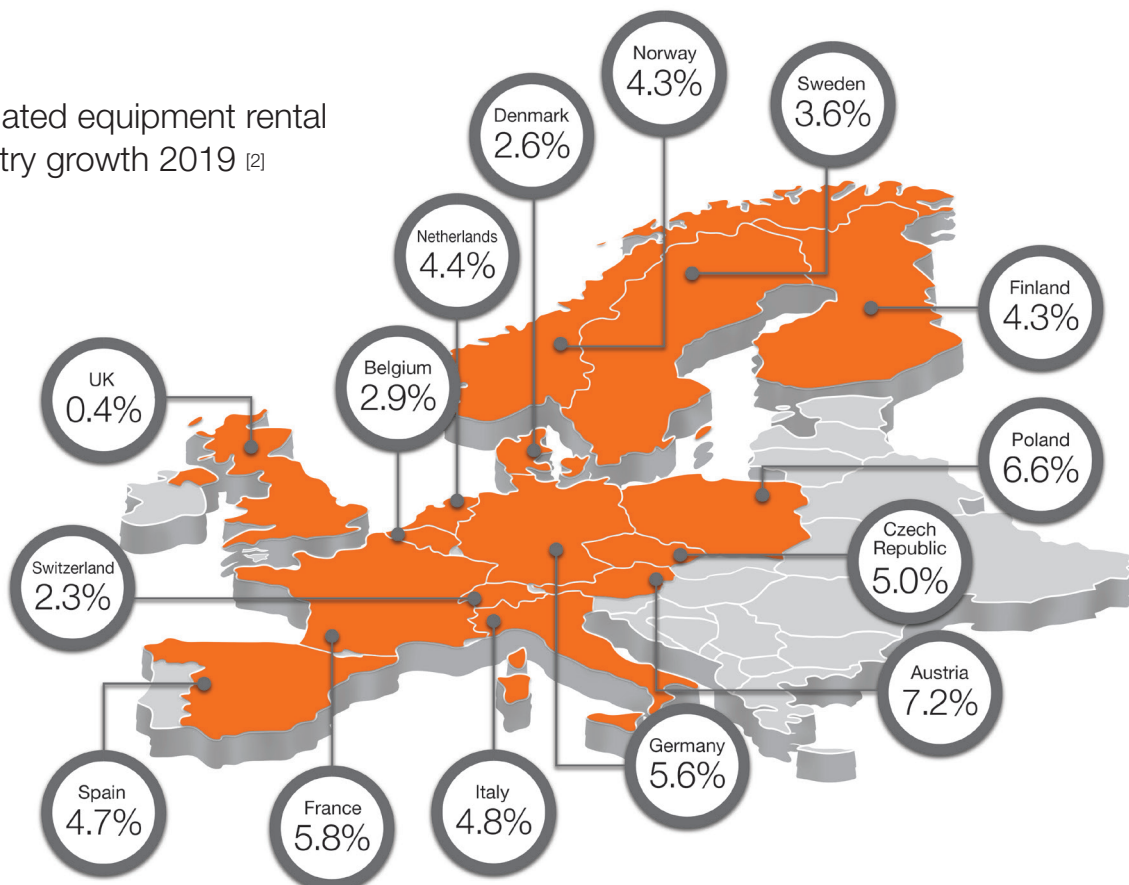 ated equipment rental
try growth 2019 [2]
Norway
4.3%
Sweden
3.6%
Denmark
2.6%
Netherlands
4.4%
Finland
4.3%
Belgium
2.9%
UK
0.4%
Poland
6.6%
Czech
Republic
5.0%
Switzerland
2.3%
Austria
7.2%
Germany
5.6%
Spain
4.7%
France
5.8%
Italy
4.8%